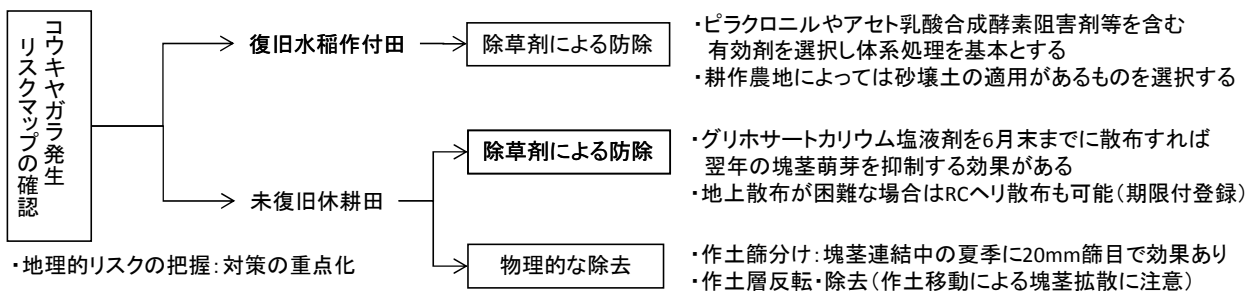 コウキヤガラ発生
リスクマップの確認
・地理的リスクの把握：対策の重点化
復旧水稲作付田
除草剤による防除
・ピラクロニルやアセト乳酸合成酵素阻害剤等を含む
有効剤を選択し体系処理を基本とする
・耕作農地によっては砂壌土の適用があるものを選択する
未復旧休耕田
除草剤による防除
・グリホサートカリウム塩液剤を6月末までに散布すれば
翌年の塊茎萌芽を抑制する効果がある
・地上散布が困難な場合はRCヘリ散布も可能（期限付登録）
物理的な除去
・作土篩分け：塊茎連結中の夏季に20mm篩目で効果あり
・作土層反転・除去（作土移動による塊茎拡散に注意）